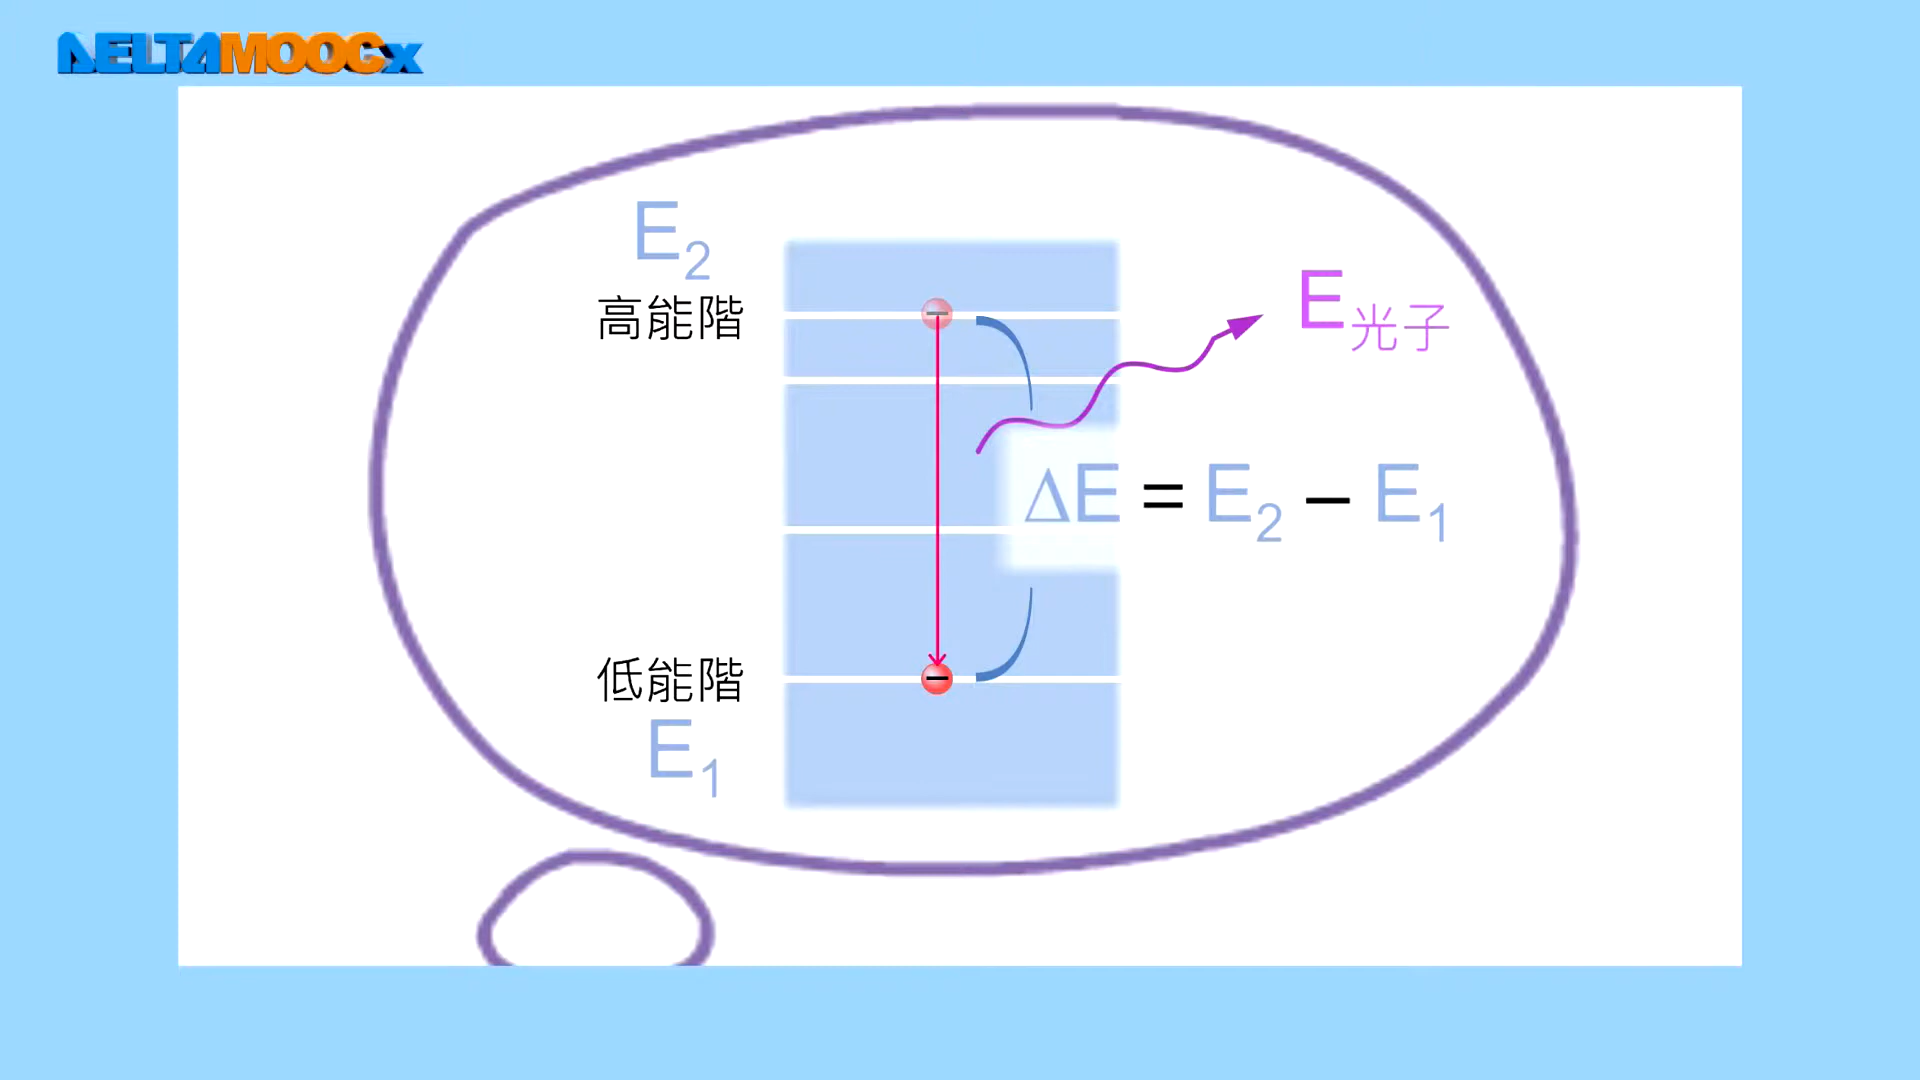 DELTAMOOCx
E₂
高能階
E光子
ΔE = E₂ − E₁
低能階
E₁